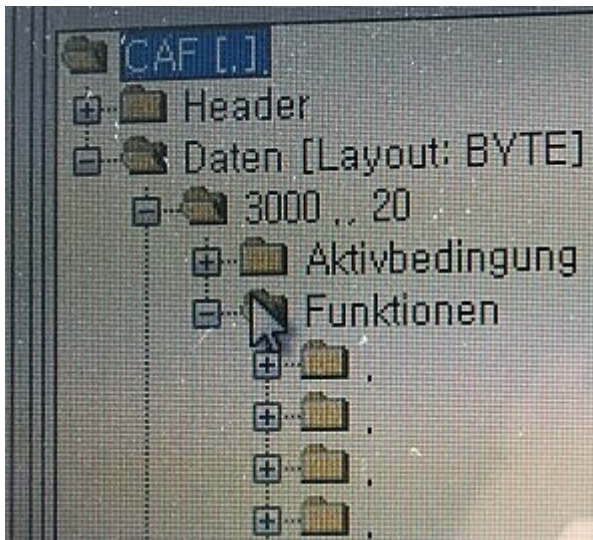 CAF [.]
Header
Daten [Layout: BYTE]
3000 .. 20
Aktivbedingung
Funktionen
.
.
.
.